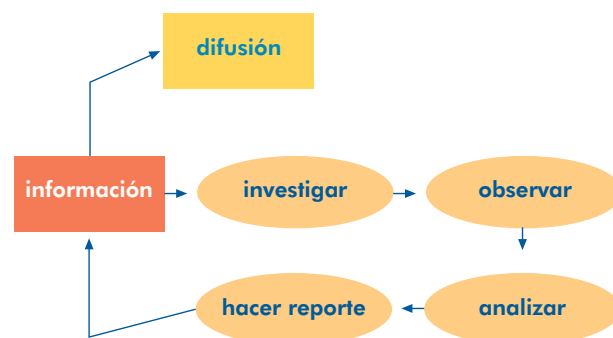 difusión
información
investigar
observar
hacer reporte
analizar